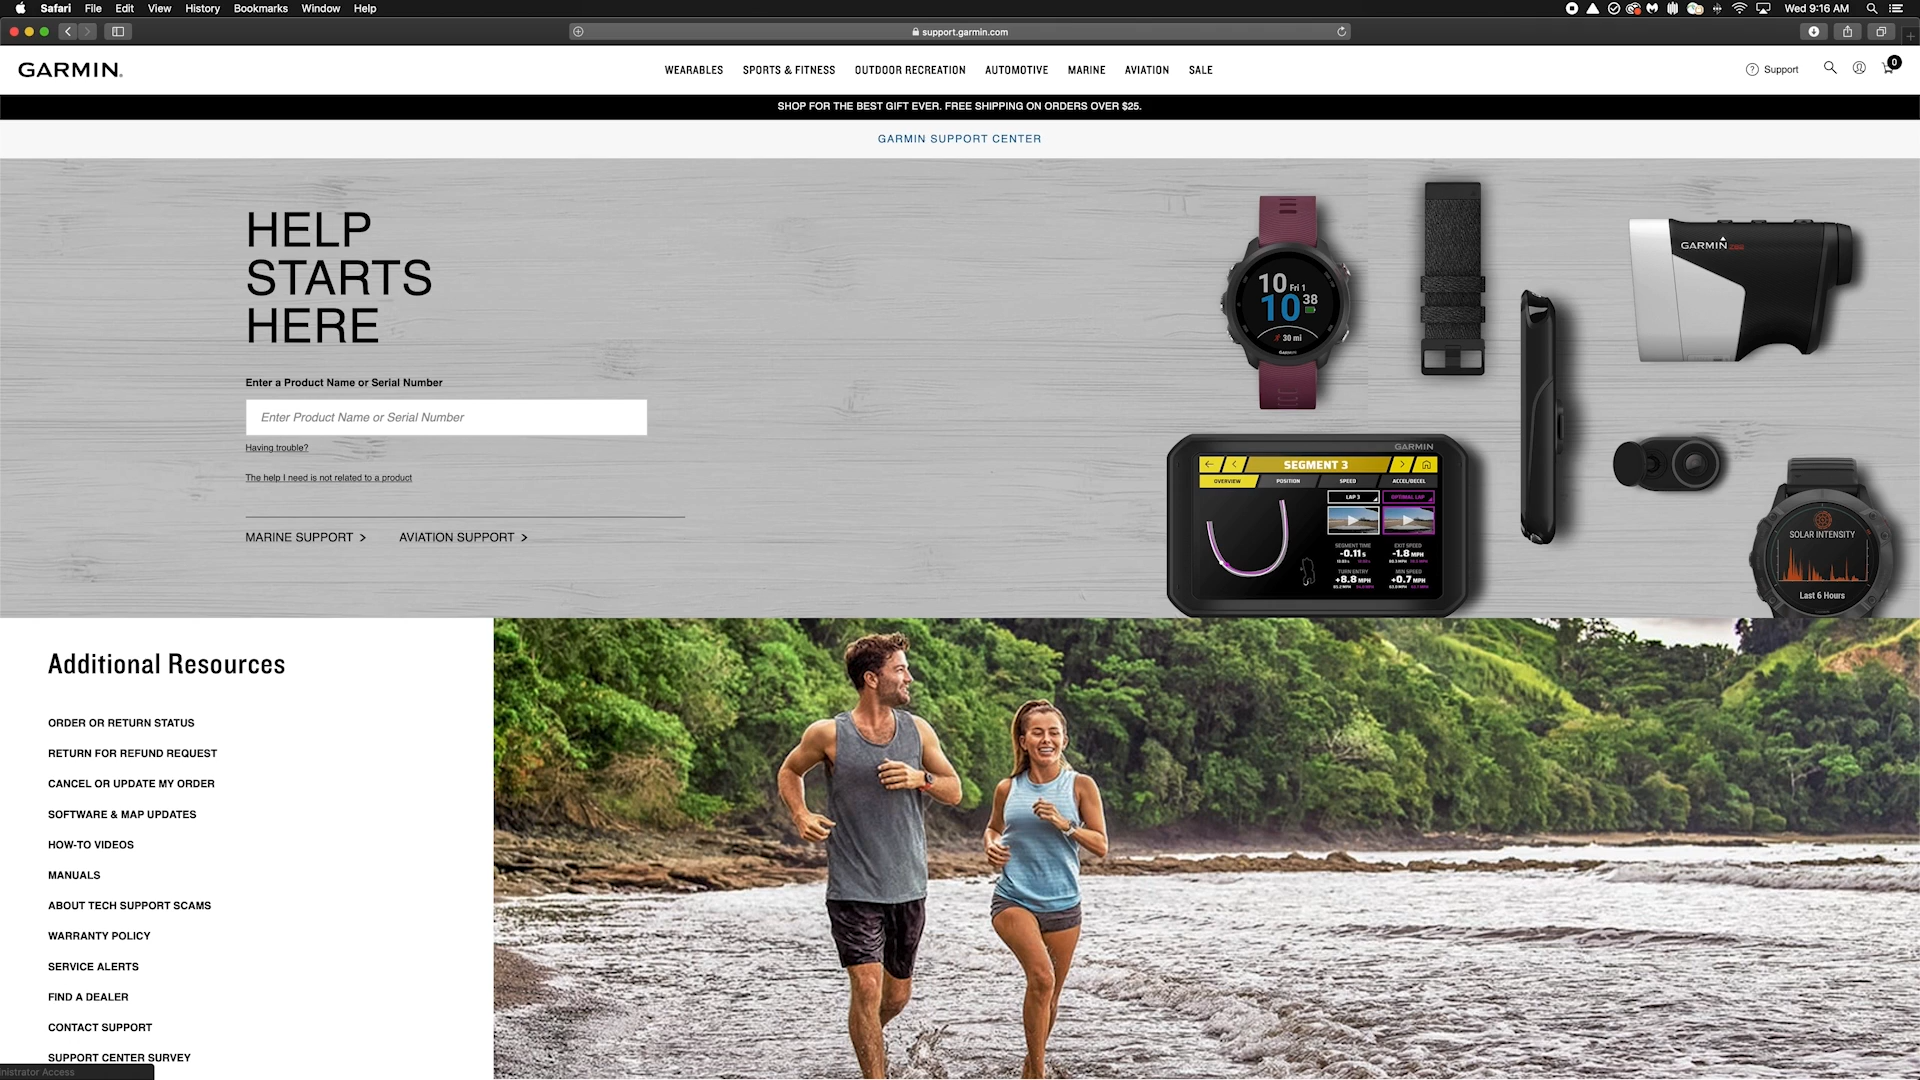 Safari File Edit View History Bookmarks Window Help Wed 9:16 AM
support.garmin.com
GARMIN. WEARABLES SPORTS & FITNESS OUTDOOR RECREATION AUTOMOTIVE MARINE AVIATION SALE Support 0
SHOP FOR THE BEST GIFT EVER. FREE SHIPPING ON ORDERS OVER $25.
GARMIN SUPPORT CENTER
HELP
STARTS
HERE
Enter a Product Name or Serial Number
Enter Product Name or Serial Number
Having trouble?
The help I need is not related to a product
MARINE SUPPORT > AVIATION SUPPORT >
10 Fri 1
10 38
30 mi
GARMIN
GARMIN
GARMIN
SEGMENT 3
OVERVIEW POSITION SPEED ACCEL/DECEL
LAP 3 OPTIMAL LAP
SEGMENT TIME EXIT SPEED
-0.11 s -1.8 MPH
TURN ENTRY MIN SPEED
+8.8 MPH +0.7 MPH
SOLAR INTENSITY
Last 6 Hours
Additional Resources
ORDER OR RETURN STATUS
RETURN FOR REFUND REQUEST
CANCEL OR UPDATE MY ORDER
SOFTWARE & MAP UPDATES
HOW-TO VIDEOS
MANUALS
ABOUT TECH SUPPORT SCAMS
WARRANTY POLICY
SERVICE ALERTS
FIND A DEALER
CONTACT SUPPORT
SUPPORT CENTER SURVEY
nistrator Access